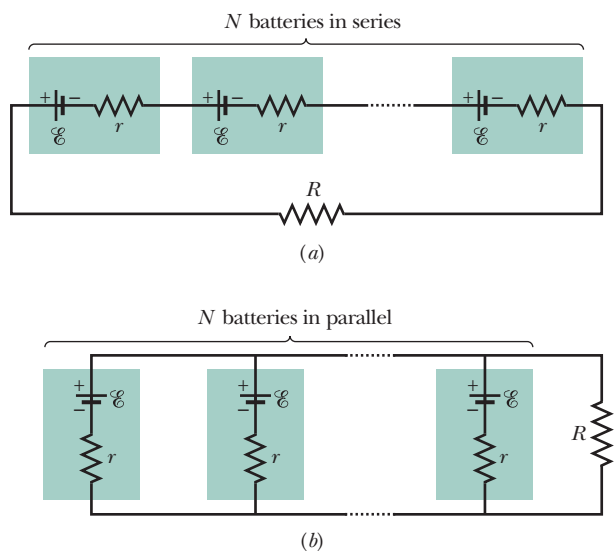 N batteries in series
+ − + − + −
ℰ r ℰ r ℰ r
R
(a)
N batteries in parallel
+ + +
ℰ ℰ ℰ
− − −
R
r r r
(b)